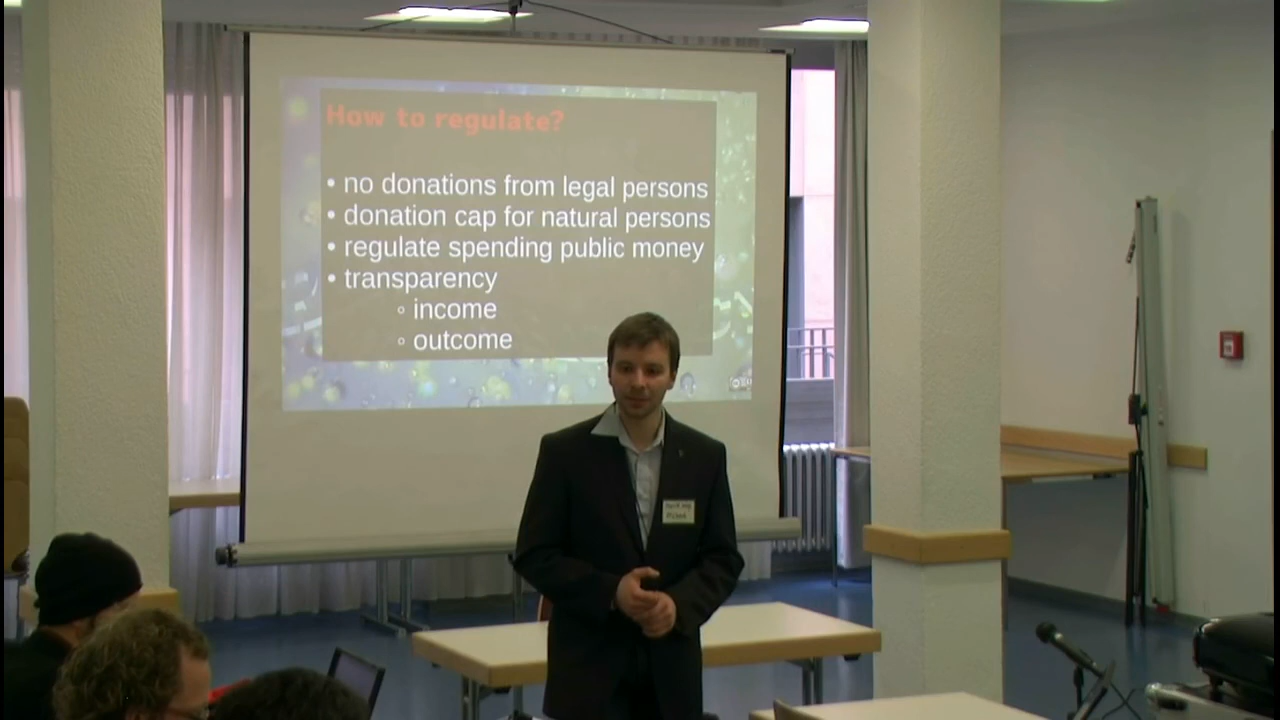 How to regulate?
• no donations from legal persons
• donation cap for natural persons
• regulate spending public money
• transparency
◦ income
◦ outcome